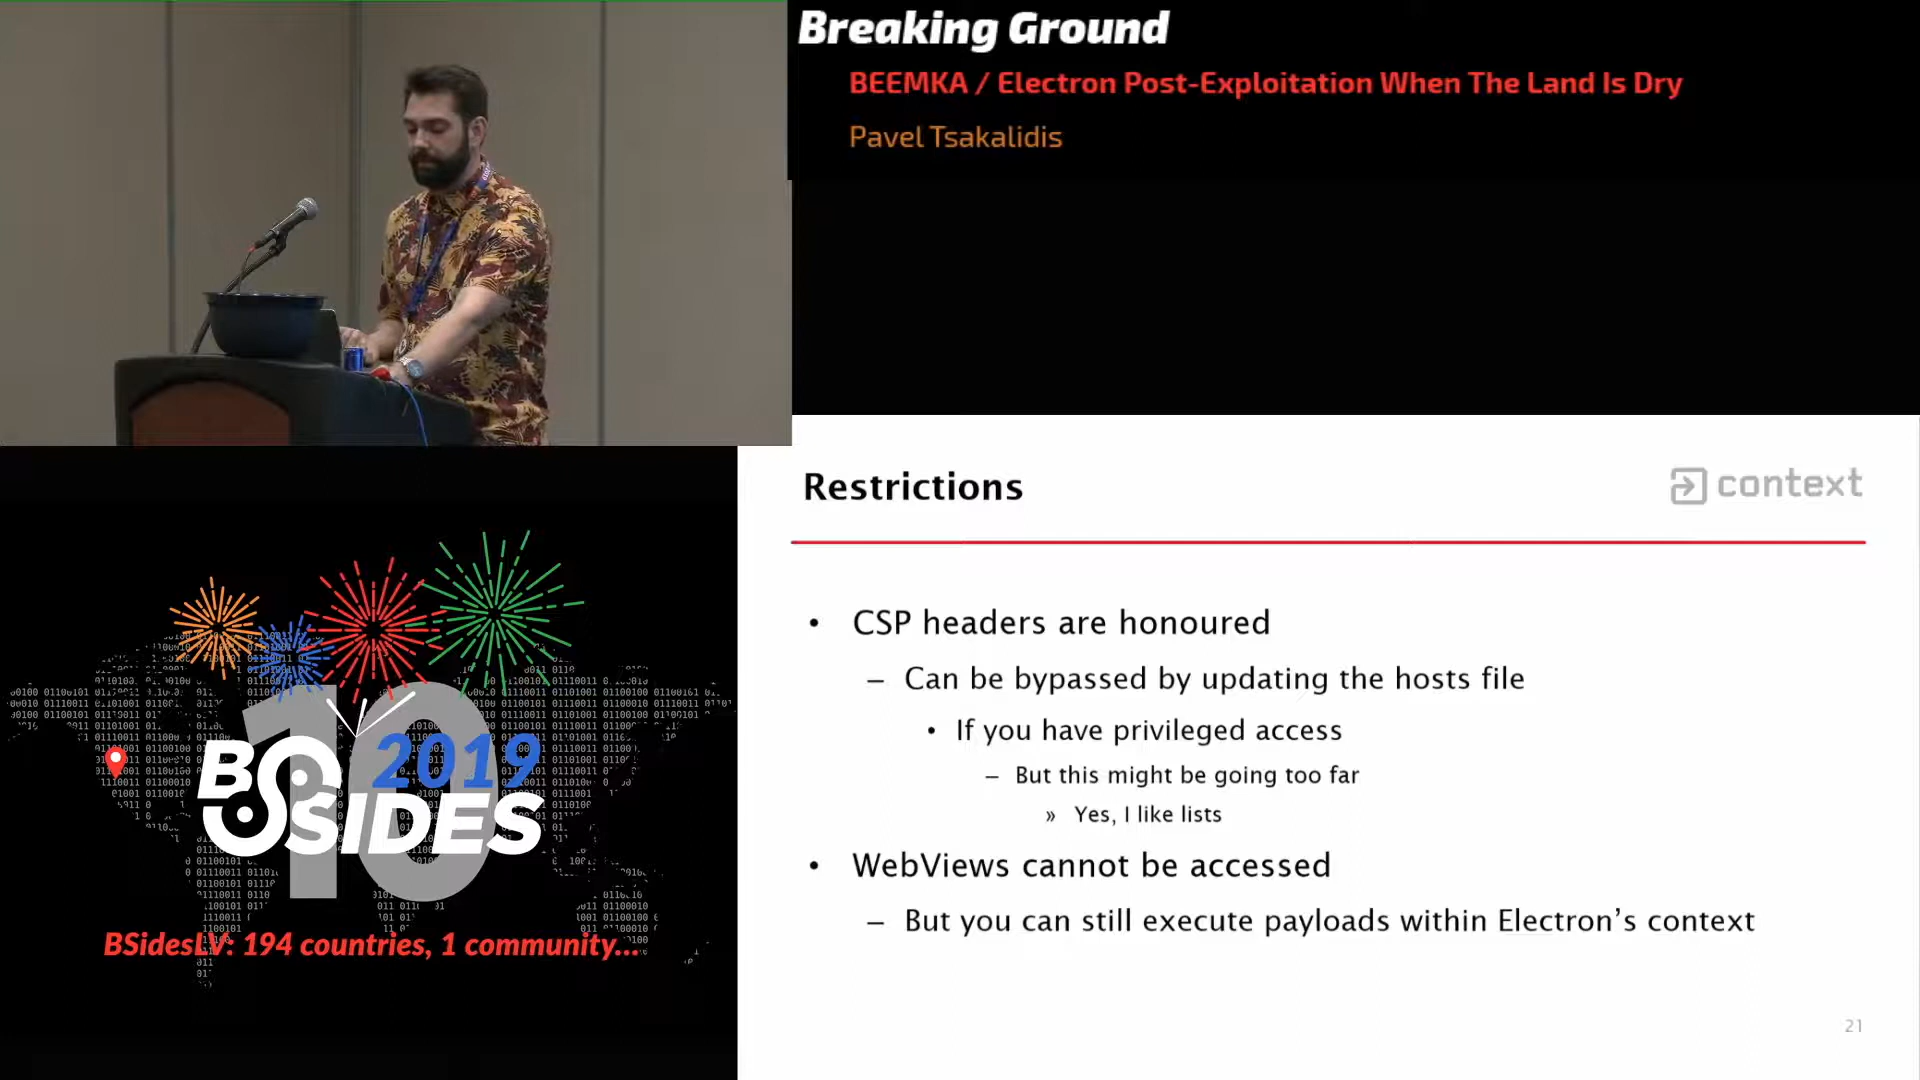 Breaking Ground
BEEMKA / Electron Post-Exploitation When The Land Is Dry
Pavel Tsakalidis
Restrictions
context
• CSP headers are honoured
– Can be bypassed by updating the hosts file
• If you have privileged access
– But this might be going too far
» Yes, I like lists
• WebViews cannot be accessed
– But you can still execute payloads within Electron’s context
21
10
2019
BSIDES
BSidesLV: 194 countries, 1 community...